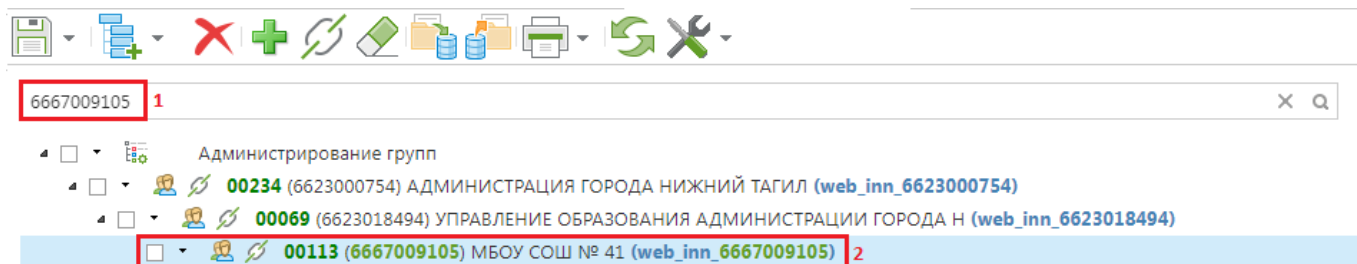 6667009105 1
Администрирование групп
00234 (6623000754) АДМИНИСТРАЦИЯ ГОРОДА НИЖНИЙ ТАГИЛ (web_inn_6623000754)
00069 (6623018494) УПРАВЛЕНИЕ ОБРАЗОВАНИЯ АДМИНИСТРАЦИИ ГОРОДА Н (web_inn_6623018494)
00113 (6667009105) МБОУ СОШ № 41 (web_inn_6667009105) 2